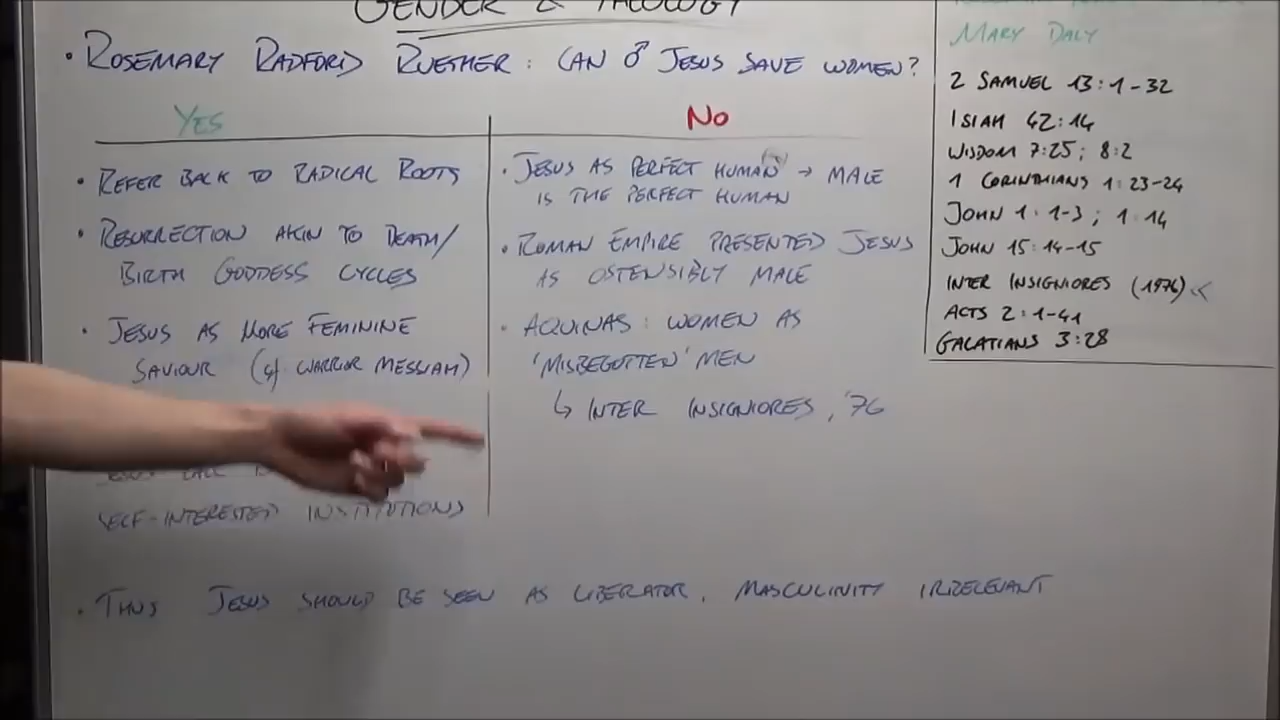 GENDER & THEOLOGY
• ROSEMARY RADFORD RUETHER: CAN ♂ JESUS SAVE WOMEN?
YES
• REFER BACK TO RADICAL ROOTS
• RESURRECTION AKIN TO DEATH/
BIRTH GODDESS CYCLES
• JESUS AS MORE FEMININE
SAVIOUR (cf WARRIOR MESSIAH)
JESUS
SELF-INTERESTED INSTITUTIONS
NO
• JESUS AS PERFECT HUMAN → MALE
IS THE PERFECT HUMAN
• ROMAN EMPIRE PRESENTED JESUS
AS OSTENSIBLY MALE
• AQUINAS: WOMEN AS
'MISBEGOTTEN' MEN
↳ INTER INSIGNIORES, '76
• THUS JESUS SHOULD BE SEEN AS LIBERATOR, MASCULINITY IRRELEVANT
MARY DALY
2 SAMUEL 13:1-32
ISIAH 42:14
WISDOM 7:25; 8:2
1 CORINTHIANS 1:23-24
JOHN 1:1-3; 1:14
JOHN 15:14-15
INTER INSIGNIORES (1976)
ACTS 2:1-41
GALATIANS 3:28